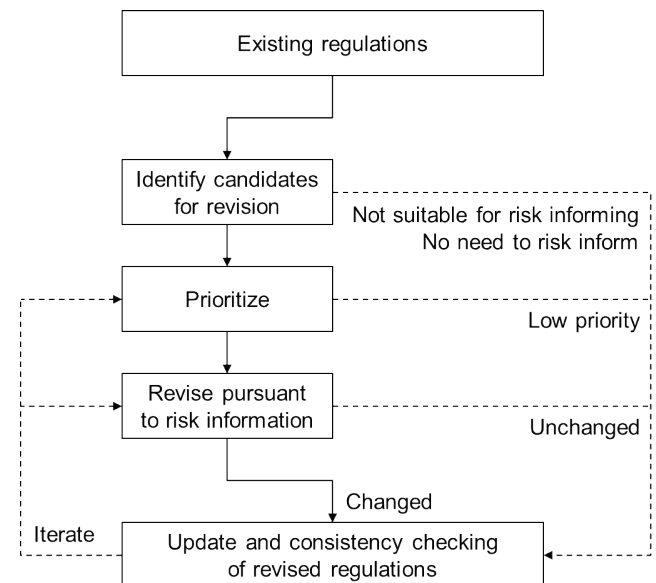 Existing regulations
Identify candidates
for revision
Not suitable for risk informing
No need to risk inform
Prioritize
Low priority
Revise pursuant
to risk information
Unchanged
Changed
Iterate
Update and consistency checking
of revised regulations